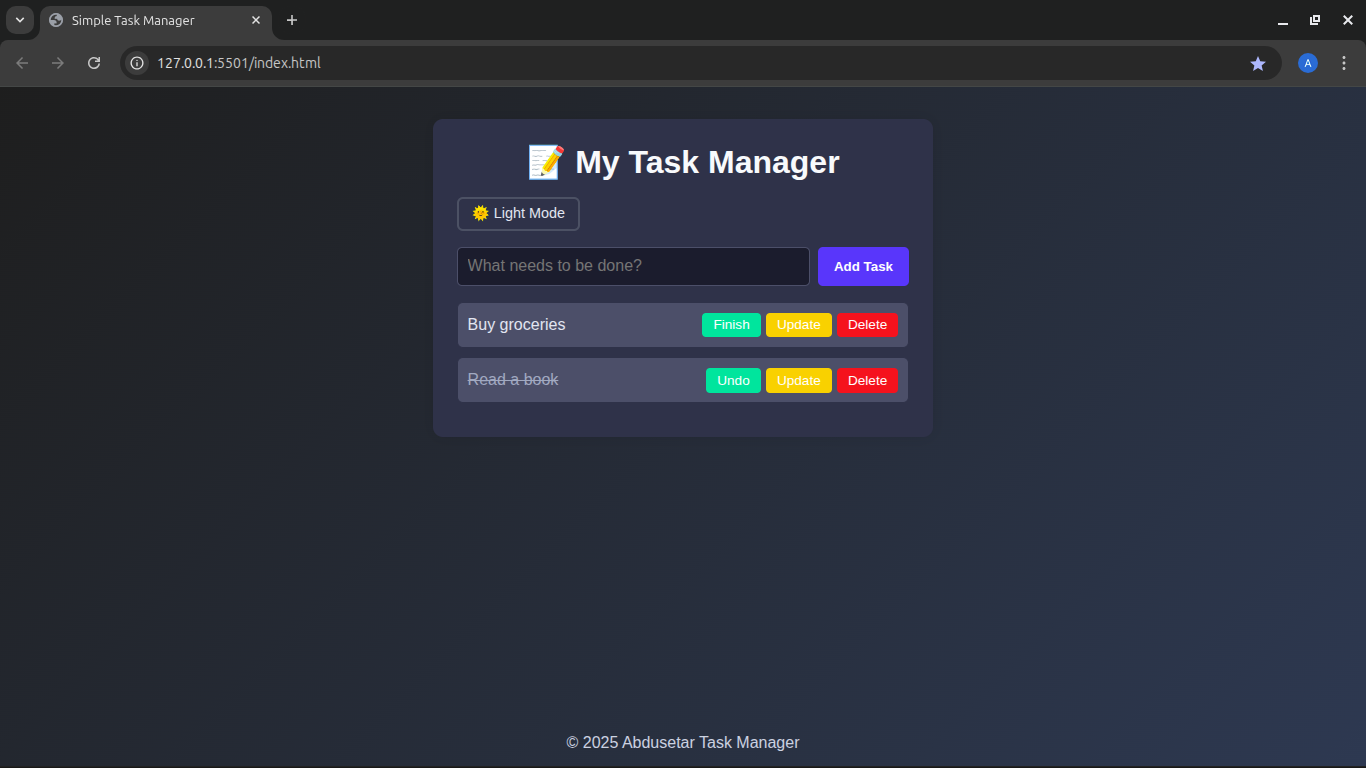 Simple Task Manager
127.0.0.1:5501/index.html
A
📝 My Task Manager
🌞 Light Mode
What needs to be done? Add Task
Buy groceries Finish Update Delete
Read a book Undo Update Delete
© 2025 Abdusetar Task Manager